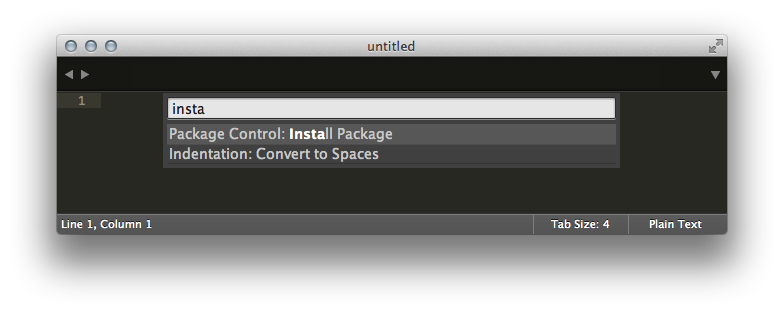 untitled
1
insta
Package Control: Install Package
Indentation: Convert to Spaces
Line 1, Column 1
Tab Size: 4
Plain Text